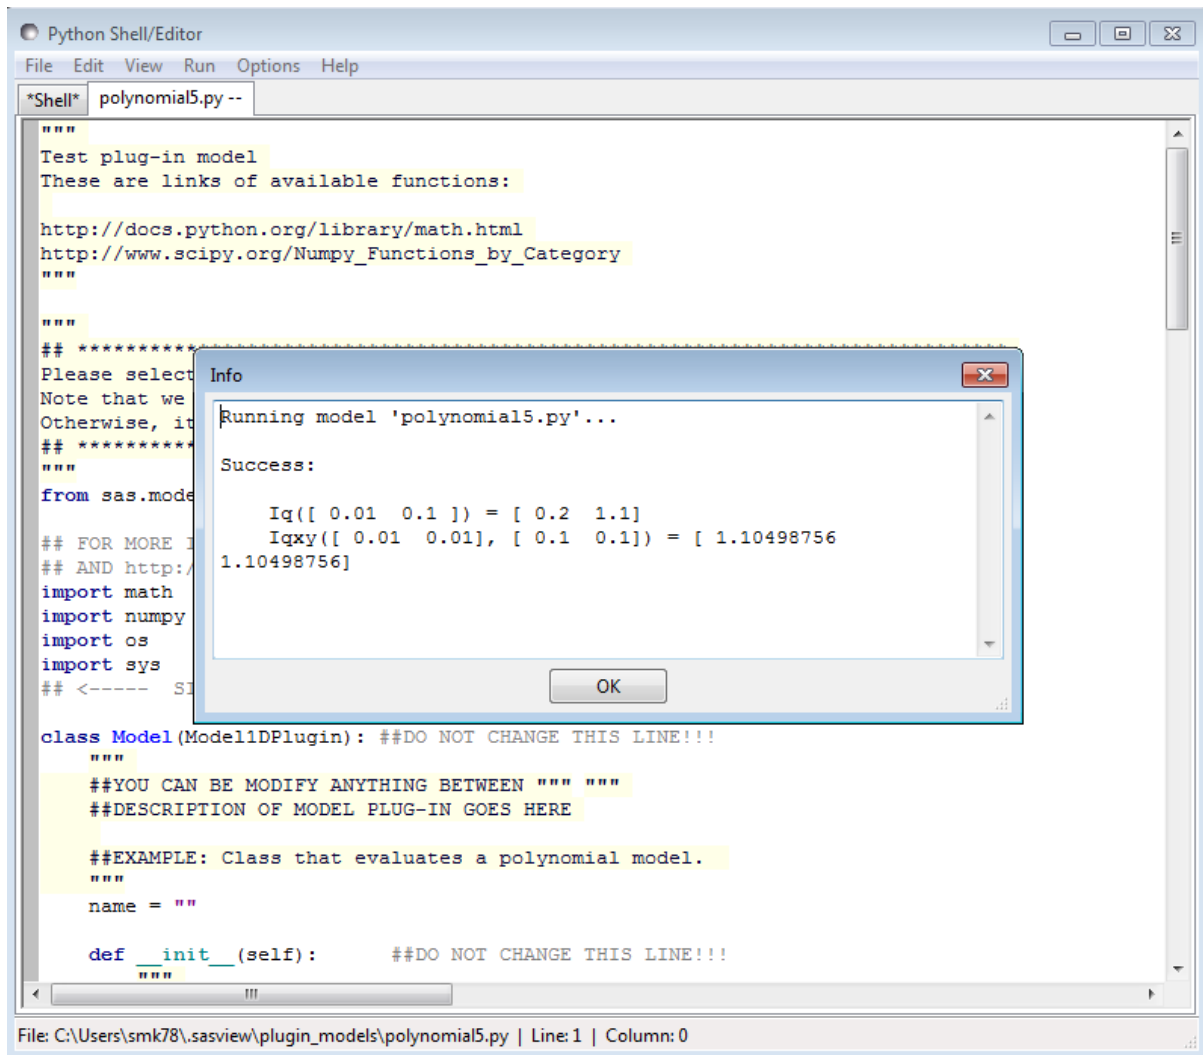 Python Shell/Editor
File Edit View Run Options Help
*Shell* polynomial5.py --
"""
Test plug-in model
These are links of available functions:
http://docs.python.org/library/math.html
http://www.scipy.org/Numpy_Functions_by_Category
"""
"""
## **********
Please select
Note that we
Otherwise, it
## **********
"""
from sas.mode
## FOR MORE
## AND http:/
import math
import numpy
import os
import sys
## <-----
Info
Running model 'polynomial5.py'...
Success:
Iq([ 0.01  0.1 ]) = [ 0.2  1.1]
Iqxy([ 0.01  0.01], [ 0.1  0.1]) = [ 1.10498756
1.10498756]
OK
class Model(Model1DPlugin): ##DO NOT CHANGE THIS LINE!!!
"""
##YOU CAN BE MODIFY ANYTHING BETWEEN """ """
##DESCRIPTION OF MODEL PLUG-IN GOES HERE
##EXAMPLE: Class that evaluates a polynomial model.
"""
name = ""
def __init__(self): ##DO NOT CHANGE THIS LINE!!!
"""
File: C:\Users\smk78\.sasview\plugin_models\polynomial5.py | Line: 1 | Column: 0